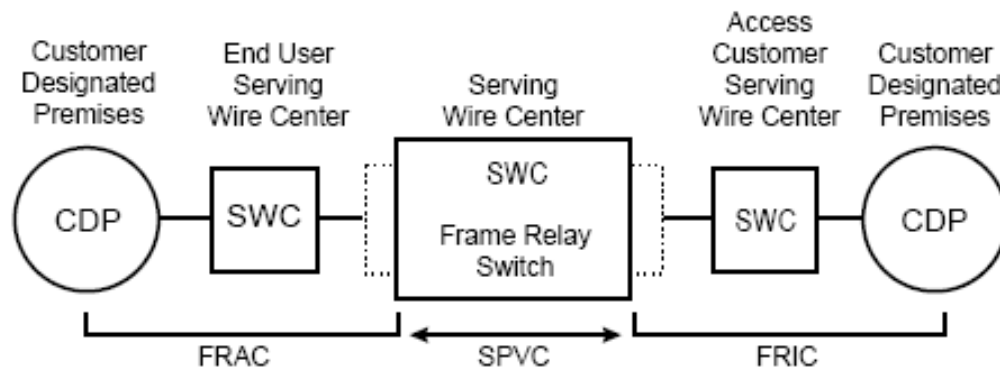 Customer
Designated
Premises
End User
Serving
Wire Center
Serving
Wire Center
Access
Customer
Serving
Wire Center
Customer
Designated
Premises
CDP
SWC
SWC
Frame Relay
Switch
SWC
CDP
FRAC
SPVC
FRIC